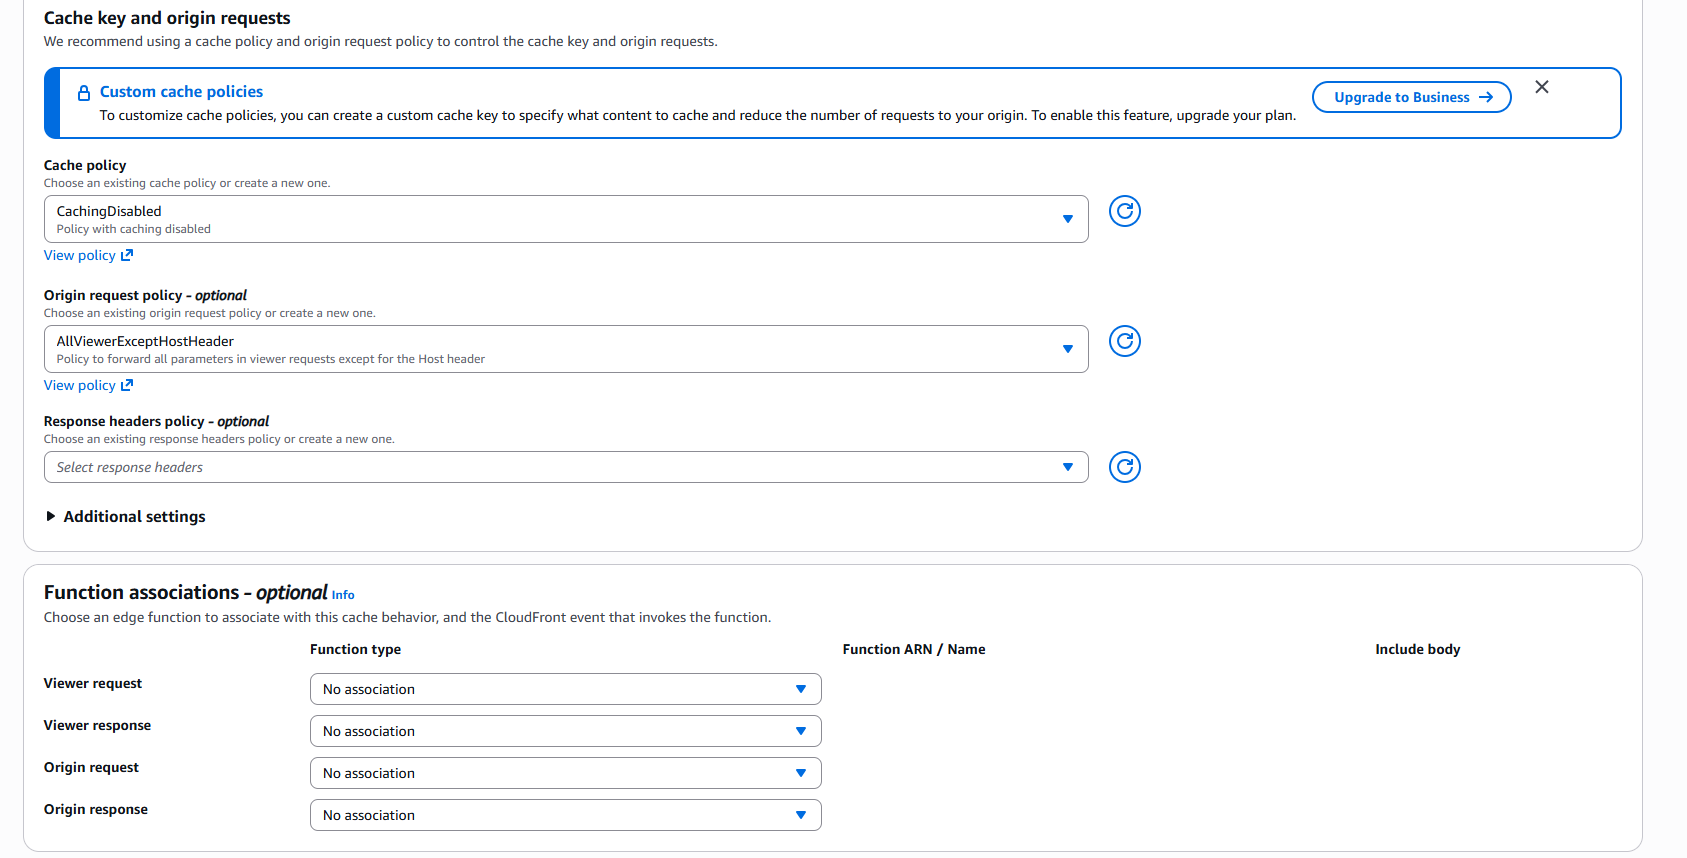 Cache key and origin requests
We recommend using a cache policy and origin request policy to control the cache key and origin requests.
Custom cache policies
To customize cache policies, you can create a custom cache key to specify what content to cache and reduce the number of requests to your origin. To enable this feature, upgrade your plan.
Upgrade to Business
Cache policy
Choose an existing cache policy or create a new one.
CachingDisabled
Policy with caching disabled
View policy
Origin request policy - optional
Choose an existing origin request policy or create a new one.
AllViewerExceptHostHeader
Policy to forward all parameters in viewer requests except for the Host header
View policy
Response headers policy - optional
Choose an existing response headers policy or create a new one.
Select response headers
Additional settings
Function associations - optional Info
Choose an edge function to associate with this cache behavior, and the CloudFront event that invokes the function.
Function type Function ARN / Name Include body
Viewer request No association
Viewer response No association
Origin request No association
Origin response No association